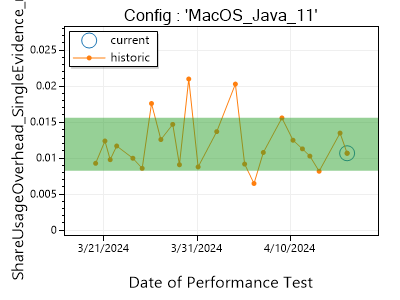 Config : 'MacOS_Java_11'
current
historic
0.025
0.02
0.015
0.01
0.005
0
ShareUsageOverhead_SingleEvidence_
3/21/2024
3/31/2024
4/10/2024
Date of Performance Test